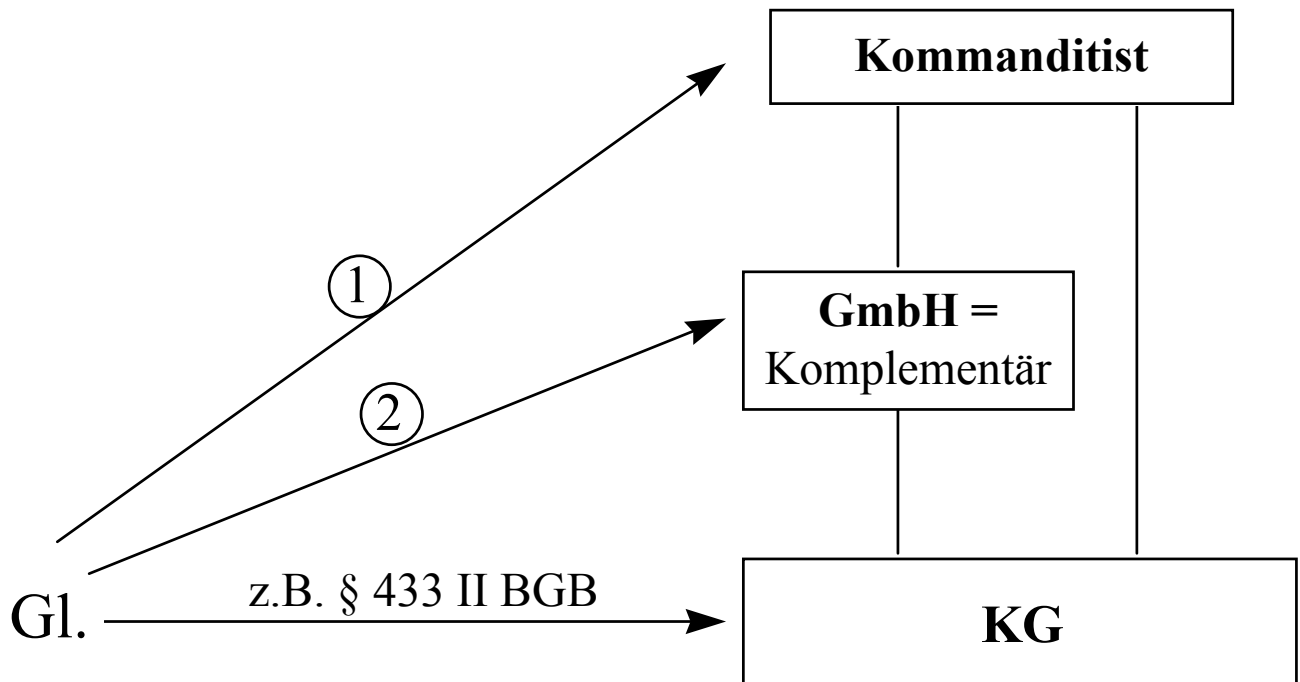 Kommanditist
1
GmbH =
Komplementär
2
z.B. § 433 II BGB
Gl.
KG